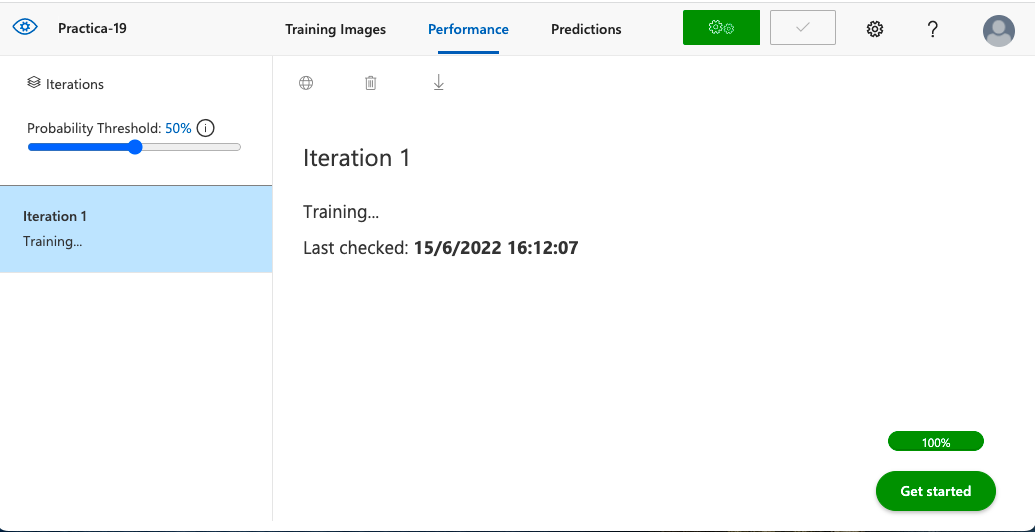 Practica-19
Training Images
Performance
Predictions
?
Iterations
Probability Threshold: 50% i
Iteration 1
Training...
Iteration 1
Training...
Last checked: 15/6/2022 16:12:07
100%
Get started